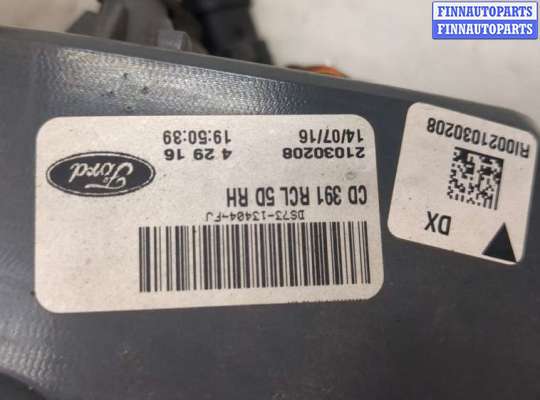 FINNAUTOPARTS
FINNAUTOPARTS
DS73-13404-FJ
CD 391 RCL 5D RH
21030208 4 29 16
14/07/16 19:50:39
Ford
DX
RI0021030208